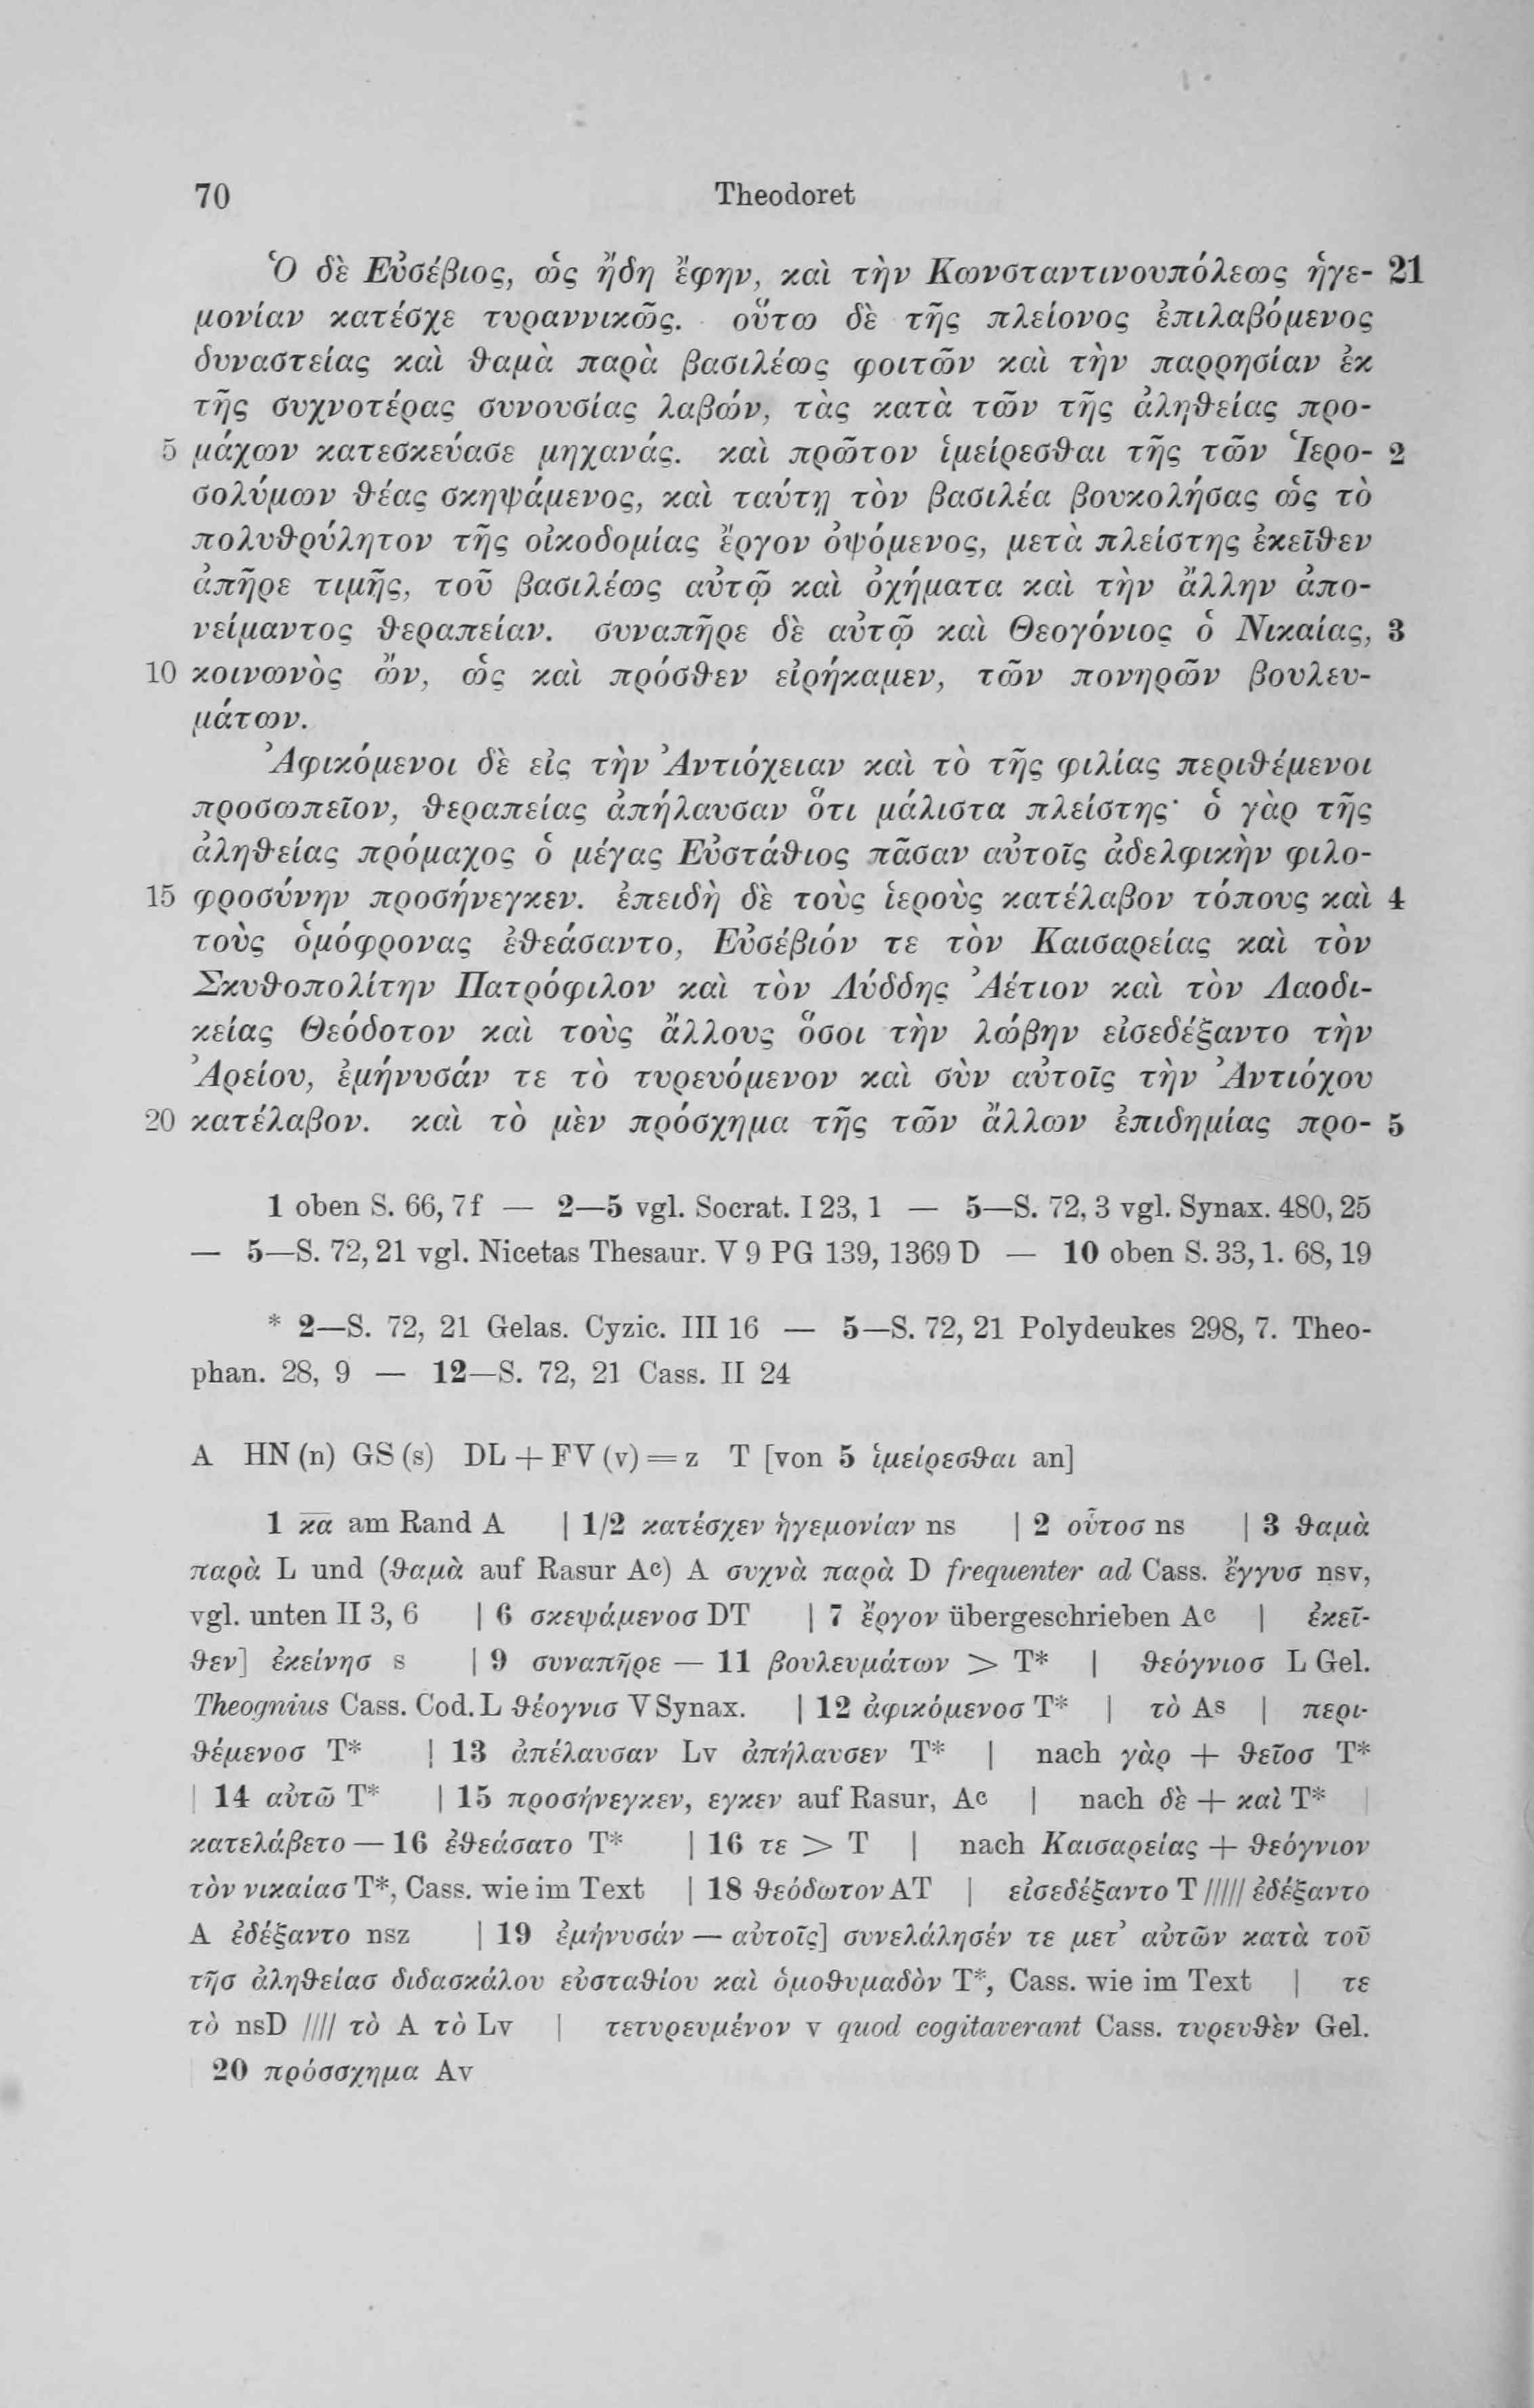 70 Theodoret
Ὁ δὲ Εὐσέβιος, ὡς ἤδη ἔφην, καὶ τὴν Κωνσταντινουπόλεως ἡγε- 21
μονίαν κατέσχε τυραννικῶς. οὕτω δὲ τῆς πλείονος ἐπιλαβόμενος
δυναστείας καὶ θαμὰ παρὰ βασιλέως φοιτῶν καὶ τὴν παρρησίαν ἐκ
τῆς συχνοτέρας συνουσίας λαβών, τὰς κατὰ τῶν τῆς ἀληθείας προ-
5 μάχων κατεσκεύασε μηχανάς. καὶ πρῶτον ἱμείρεσθαι τῆς τῶν Ἱερο- 2
σολύμων θέας σκηψάμενος, καὶ ταύτῃ τὸν βασιλέα βουκολήσας ὡς τὸ
πολυθρύλητον τῆς οἰκοδομίας ἔργον ὀψόμενος, μετὰ πλείστης ἐκεῖθεν
ἀπῆρε τιμῆς, τοῦ βασιλέως αὐτῷ καὶ ὀχήματα καὶ τὴν ἄλλην ἀπο-
νείμαντος θεραπείαν. συναπῆρε δὲ αὐτῷ καὶ Θεογόνιος ὁ Νικαίας, 3
10 κοινωνὸς ὤν, ὡς καὶ πρόσθεν εἰρήκαμεν, τῶν πονηρῶν βουλευ-
μάτων.
Ἀφικόμενοι δὲ εἰς τὴν Ἀντιόχειαν καὶ τὸ τῆς φιλίας περιθέμενοι
προσωπεῖον, θεραπείας ἀπήλαυσαν ὅτι μάλιστα πλείστης· ὁ γὰρ τῆς
ἀληθείας πρόμαχος ὁ μέγας Εὐστάθιος πᾶσαν αὐτοῖς ἀδελφικὴν φιλο-
15 φροσύνην προσήνεγκεν. ἐπειδὴ δὲ τοὺς ἱεροὺς κατέλαβον τόπους καὶ 4
τοὺς ὁμόφρονας ἐθεάσαντο, Εὐσέβιόν τε τὸν Καισαρείας καὶ τὸν
Σκυθοπολίτην Πατρόφιλον καὶ τὸν Λύδδης Ἀέτιον καὶ τὸν Λαοδι-
κείας Θεόδοτον καὶ τοὺς ἄλλους ὅσοι τὴν λώβην εἰσεδέξαντο τὴν
Ἀρείου, ἐμήνυσάν τε τὸ τυρευόμενον καὶ σὺν αὐτοῖς τὴν Ἀντιόχου
20 κατέλαβον. καὶ τὸ μὲν πρόσχημα τῆς τῶν ἄλλων ἐπιδημίας προ- 5
1 oben S. 66, 7f — 2—5 vgl. Socrat. I 23, 1 — 5—S. 72, 3 vgl. Synax. 480, 25
— 5—S. 72, 21 vgl. Nicetas Thesaur. V 9 PG 139, 1369 D — 10 oben S. 33, 1. 68, 19
* 2—S. 72, 21 Gelas. Cyzic. III 16 — 5—S. 72, 21 Polydeukes 298, 7. Theo-
phan. 28, 9 — 12—S. 72, 21 Cass. II 24
A HN (n) GS (s) DL + FV (v) = z T [von 5 ἱμείρεσθαι an]
1 κα am Rand A | 1/2 κατέσχεν ἡγεμονίαν ns | 2 οὗτοσ ns | 3 θαμὰ
παρὰ L und (θαμὰ auf Rasur Ac) A συχνὰ παρὰ D frequenter ad Cass. ἔγγυσ nsv,
vgl. unten II 3, 6 | 6 σκεψάμενοσ DT | 7 ἔργον übergeschrieben Ac | ἐκεῖ-
θεν] ἐκείνησ s | 9 συναπῆρε — 11 βουλευμάτων > T* | θεόγνιοσ L Gel.
Theognius Cass. Cod. L θέογνισ V Synax. | 12 ἀφικόμενοσ T* | τὸ As | περι-
θέμενοσ T* | 13 ἀπέλαυσαν Lv ἀπήλαυσεν T* | nach γὰρ + θεῖοσ T*
| 14 αὐτῶ T* | 15 προσήνεγκεν, εγκεν auf Rasur, Ac | nach δὲ + καὶ T* |
κατελάβετο — 16 ἐθεάσατο T* | 16 τε > T | nach Καισαρείας + θεόγνιον
τὸν νικαίασ T*, Cass. wie im Text | 18 θεόδωτον AT | εἰσεδέξαντο T ///// ἐδέξαντο
A ἐδέξαντο nsz | 19 ἐμήνυσάν — αὐτοῖς] συνελάλησέν τε μετ’ αὐτῶν κατὰ τοῦ
τῆσ ἀληθείασ διδασκάλου εὐσταθίου καὶ ὁμοθυμαδὸν T*, Cass. wie im Text | τε
τὸ nsD //// τὸ A τὸ Lv | τετυρευμένον v quod cogitaverant Cass. τυρευθὲν Gel.
| 20 πρόσσχημα Av